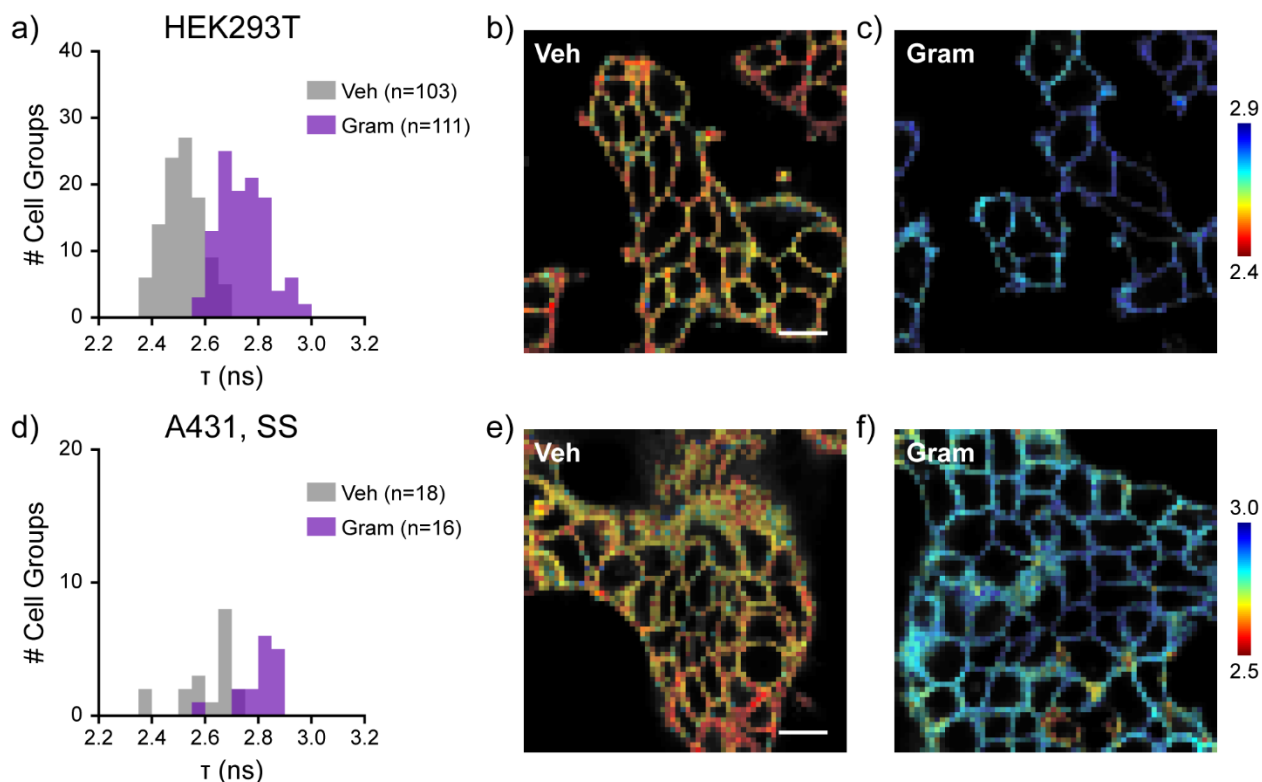 a)
HEK293T
# Cell Groups
40
30
20
10
0
Veh (n=103)
Gram (n=111)
2.2 2.4 2.6 2.8 3.0 3.2
τ (ns)
b)
Veh
c)
Gram
2.9
2.4
d)
A431, SS
# Cell Groups
20
10
0
Veh (n=18)
Gram (n=16)
2.2 2.4 2.6 2.8 3.0 3.2
τ (ns)
e)
Veh
f)
Gram
3.0
2.5